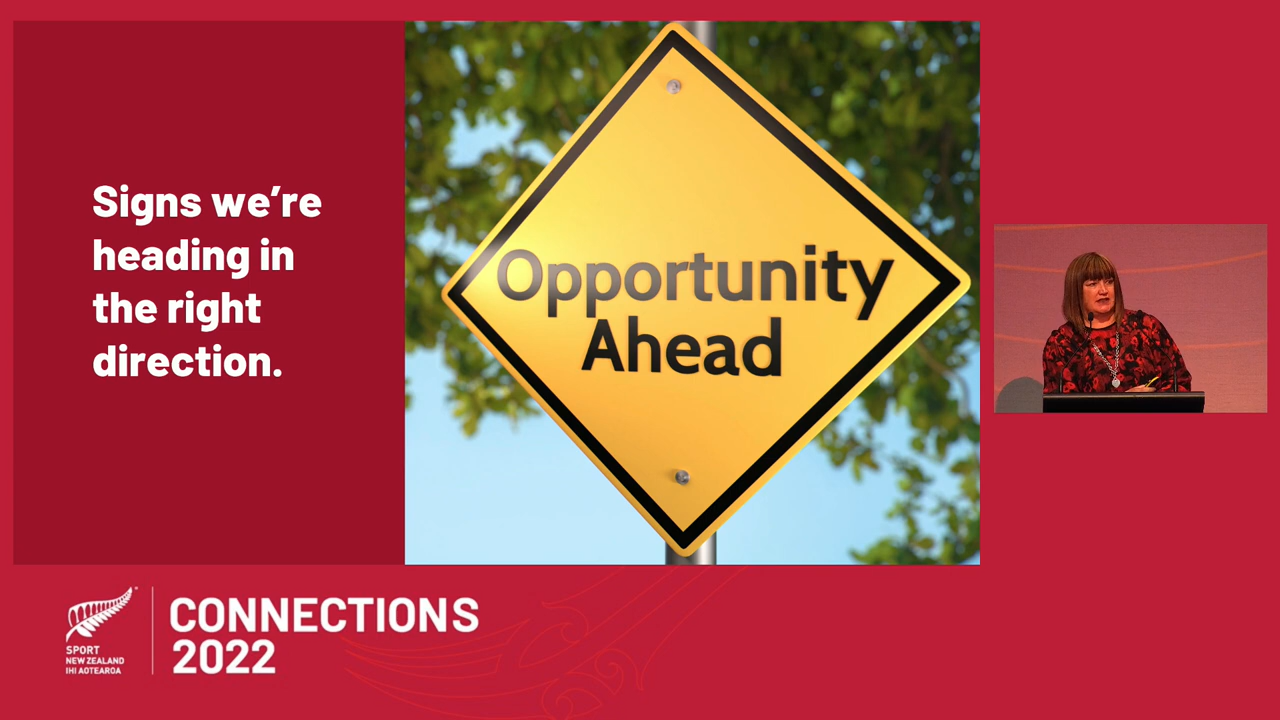 Signs we’re
heading in
the right
direction.
Opportunity
Ahead
SPORT
NEW ZEALAND
IHI AOTEAROA
CONNECTIONS
2022